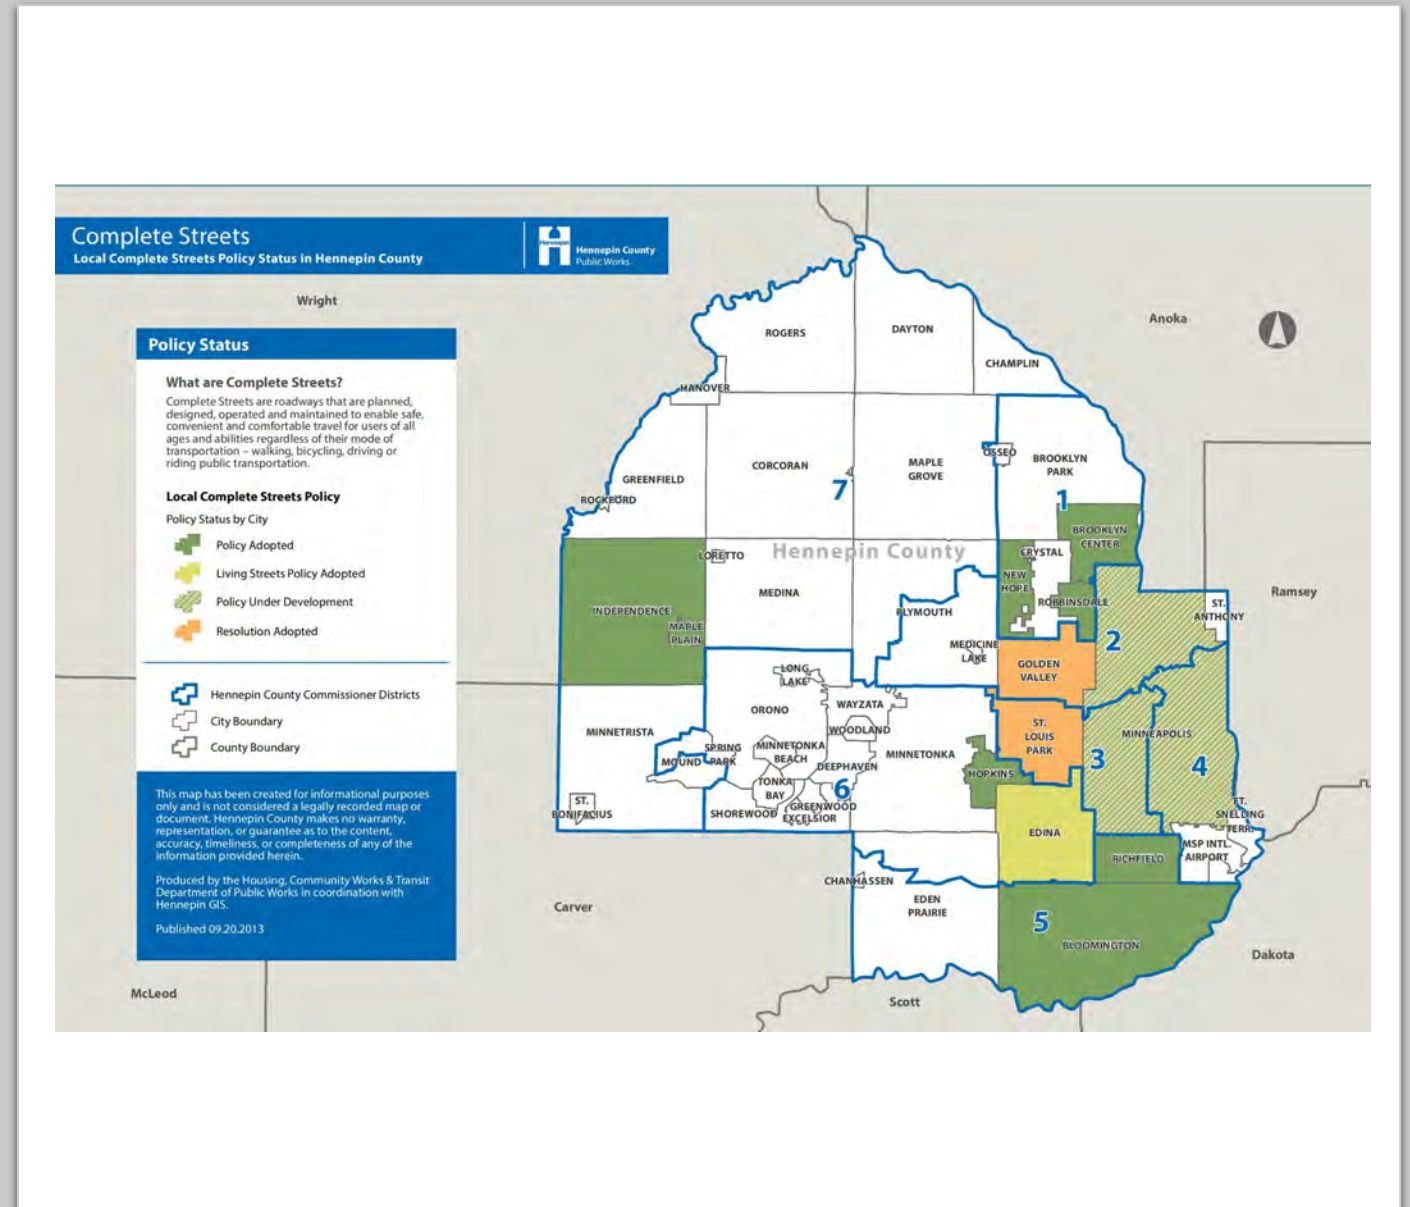 Complete Streets
Local Complete Streets Policy Status in Hennepin County
Hennepin
Hennepin County
Public Works
Wright
Anoka
Policy Status
What are Complete Streets?
Complete Streets are roadways that are planned,
designed, operated and maintained to enable safe,
convenient and comfortable travel for users of all
ages and abilities regardless of their mode of
transportation – walking, bicycling, driving or
riding public transportation.
Local Complete Streets Policy
Policy Status by City
Policy Adopted
Living Streets Policy Adopted
Policy Under Development
Resolution Adopted
Hennepin County Commissioner Districts
City Boundary
County Boundary
This map has been created for informational purposes
only and is not considered a legally recorded map or
document. Hennepin County makes no warranty,
representation, or guarantee as to the content,
accuracy, timeliness, or completeness of any of the
information provided herein.
Produced by the Housing, Community Works & Transit
Department of Public Works in coordination with
Hennepin GIS.
Published 09.20.2013
McLeod
ROGERS
DAYTON
CHAMPLIN
HANOVER
CORCORAN
MAPLE
GROVE
OSSEO
BROOKLYN
PARK
GREENFIELD
ROCKFORD
7
1
BROOKLYN
CENTER
Hennepin County
CRYSTAL
LORETTO
NEW
HOPE
MEDINA
INDEPENDENCE
MAPLE
PLAIN
PLYMOUTH
ROBBINSDALE
ST.
ANTHONY
Ramsey
MEDICINE
LAKE
2
GOLDEN
VALLEY
LONG
LAKE
ORONO
WAYZATA
WOODLAND
MINNETRISTA
ST.
LOUIS
PARK
MINNEAPOLIS
SPRING
PARK
MOUND
MINNETONKA
BEACH
MINNETONKA
DEEPHAVEN
3
4
HOPKINS
TONKA
BAY
6
ST.
BONIFACIUS
SHOREWOOD
GREENWOOD
EXCELSIOR
FT.
SNELLING
TERR.
EDINA
MSP INTL.
AIRPORT
RICHFIELD
CHANHASSEN
EDEN
PRAIRIE
Carver
5
BLOOMINGTON
Dakota
Scott